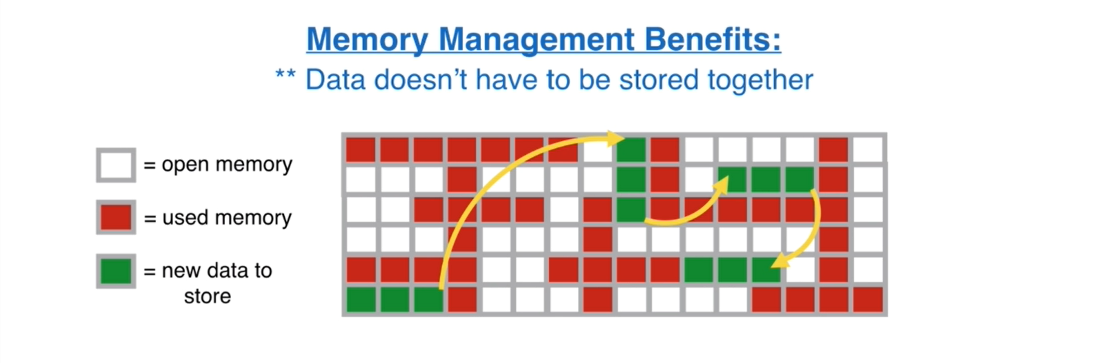 Memory Management Benefits:
** Data doesn't have to be stored together
= open memory
= used memory
= new data to
store